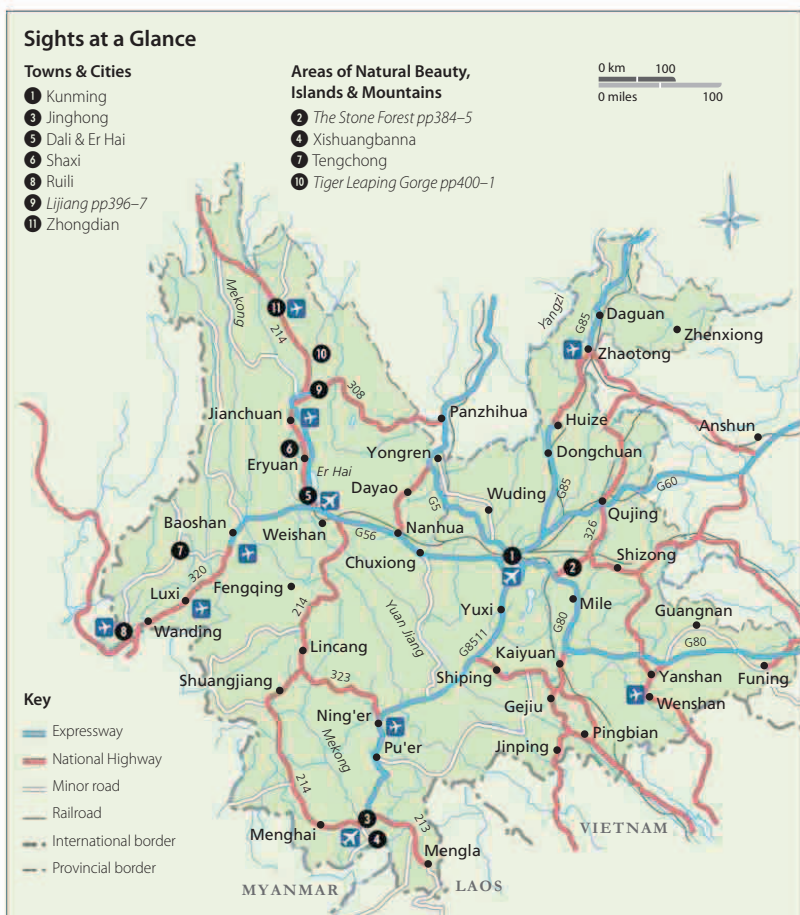 Sights at a Glance
Towns & Cities
1 Kunming
3 Jinghong
5 Dali & Er Hai
6 Shaxi
8 Ruili
9 Lijiang pp396–7
11 Zhongdian
Areas of Natural Beauty,
Islands & Mountains
2 The Stone Forest pp384–5
4 Xishuangbanna
7 Tengchong
10 Tiger Leaping Gorge pp400–1
0 km 100
0 miles 100
Mekong
11
214
10
9
308
Jianchuan
6
Eryuan
Er Hai
5
Yangzi
G85
Daguan
Zhenxiong
Zhaotong
Panzhihua
Huize
Anshun
Yongren
Dongchuan
Dayao
G5
Wuding
G85
G60
Qujing
Baoshan
Weishan
G56
Nanhua
326
7
Chuxiong
1
2
Shizong
320
Luxi
Fengqing
214
Yuan Jiang
Yuxi
Mile
Guangnan
8
Wanding
G8511
G80
G80
Lincang
Kaiyuan
Shuangjiang
323
Shiping
Yanshan
Funing
Gejiu
Wenshan
Ning'er
Mekong
Pu'er
Jinping
Pingbian
214
3
213
Menghai
4
Mengla
VIETNAM
MYANMAR
LAOS
Key
Expressway
National Highway
Minor road
Railroad
International border
Provincial border